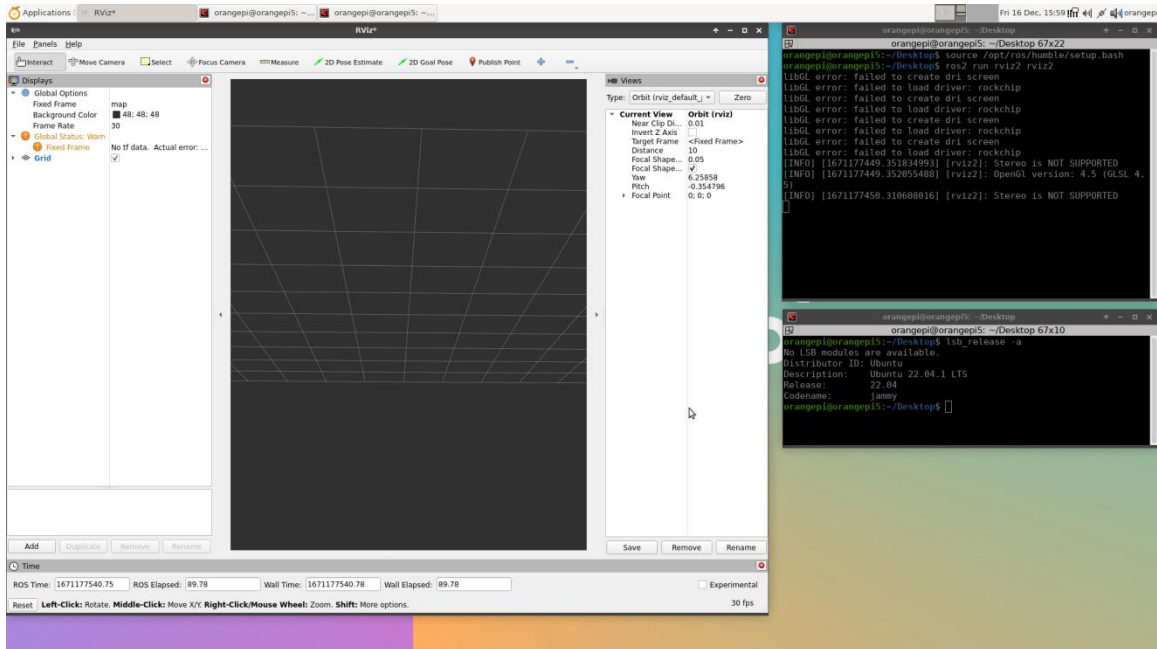 Applications
RViz*
orangepi@orangepi5: ~...
orangepi@orangepi5: ~...
Fri 16 Dec, 15:59
orangepi
RViz*
File Panels Help
Interact Move Camera Select Focus Camera Measure 2D Pose Estimate 2D Goal Pose Publish Point
Displays
Global Options
Fixed Frame map
Background Color 48; 48; 48
Frame Rate 30
Global Status: Warn
Fixed Frame No tf data. Actual error: ...
Grid
Add Duplicate Remove Rename
Views
Type: Orbit (rviz_default_ Zero
Current View Orbit (rviz)
Near Clip Di... 0.01
Invert Z Axis
Target Frame <Fixed Frame>
Distance 10
Focal Shape... 0.05
Focal Shape...
Yaw 6.25858
Pitch -0.354796
Focal Point 0; 0; 0
Save Remove Rename
Time
ROS Time: 1671177540.75 ROS Elapsed: 89.78 Wall Time: 1671177540.78 Wall Elapsed: 89.78 Experimental
Reset Left-Click: Rotate. Middle-Click: Move X/Y. Right-Click/Mouse Wheel: Zoom. Shift: More options. 30 fps
orangepi@orangepi5: ~/Desktop
orangepi@orangepi5: ~/Desktop 67x22
orangepi@orangepi5:~/Desktop$ source /opt/ros/humble/setup.bash
orangepi@orangepi5:~/Desktop$ ros2 run rviz2 rviz2
libGL error: failed to create dri screen
libGL error: failed to load driver: rockchip
libGL error: failed to create dri screen
libGL error: failed to load driver: rockchip
libGL error: failed to create dri screen
libGL error: failed to load driver: rockchip
libGL error: failed to create dri screen
libGL error: failed to load driver: rockchip
[INFO] [1671177449.351834993] [rviz2]: Stereo is NOT SUPPORTED
[INFO] [1671177449.352055488] [rviz2]: OpenGl version: 4.5 (GLSL 4.
5)
[INFO] [1671177450.310608016] [rviz2]: Stereo is NOT SUPPORTED
orangepi@orangepi5: ~/Desktop
orangepi@orangepi5: ~/Desktop 67x10
orangepi@orangepi5:~/Desktop$ lsb_release -a
No LSB modules are available.
Distributor ID: Ubuntu
Description: Ubuntu 22.04.1 LTS
Release: 22.04
Codename: jammy
orangepi@orangepi5:~/Desktop$